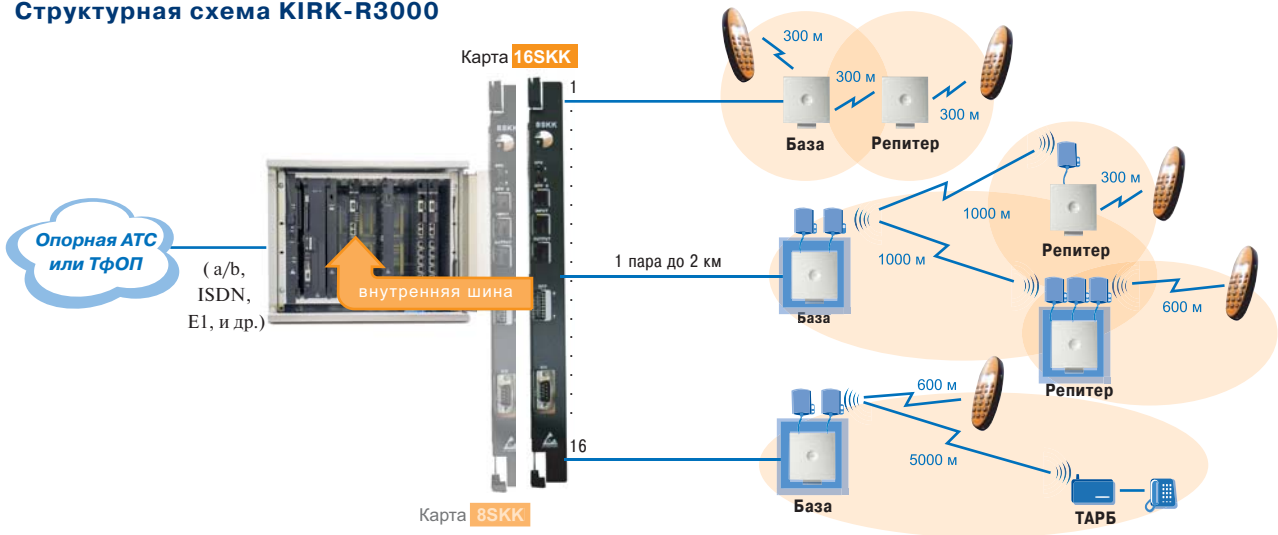 Структурная схема KIRK-R3000
Карта 16SKK
1
8SKK
8SKK
300 м
300 м
300 м
База
Репитер
Опорная АТС
или ТфОП
( a/b,
ISDN,
E1, и др.)
внутренняя шина
1 пара до 2 км
1000 м
1000 м
300 м
Репитер
600 м
База
Репитер
16
600 м
5000 м
База
ТАРБ
Карта 8SKK